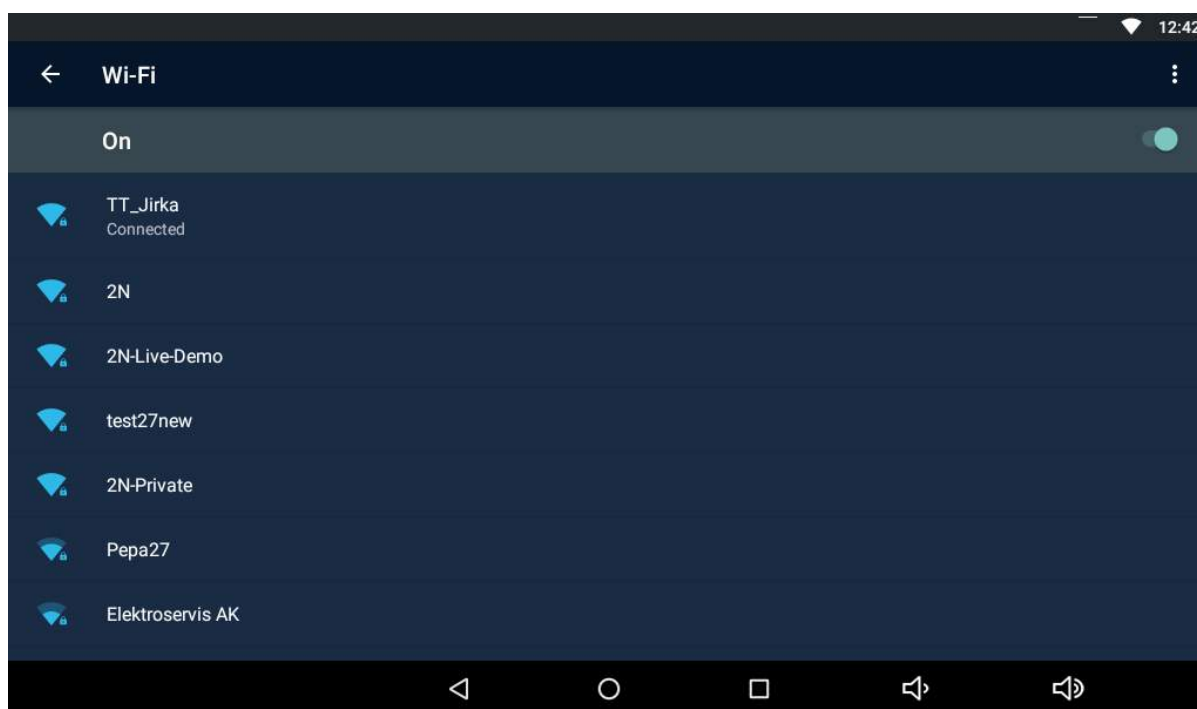 12:42
Wi-Fi
On
TT_Jirka
Connected
2N
2N-Live-Demo
test27new
2N-Private
Pepa27
Elektroservis AK